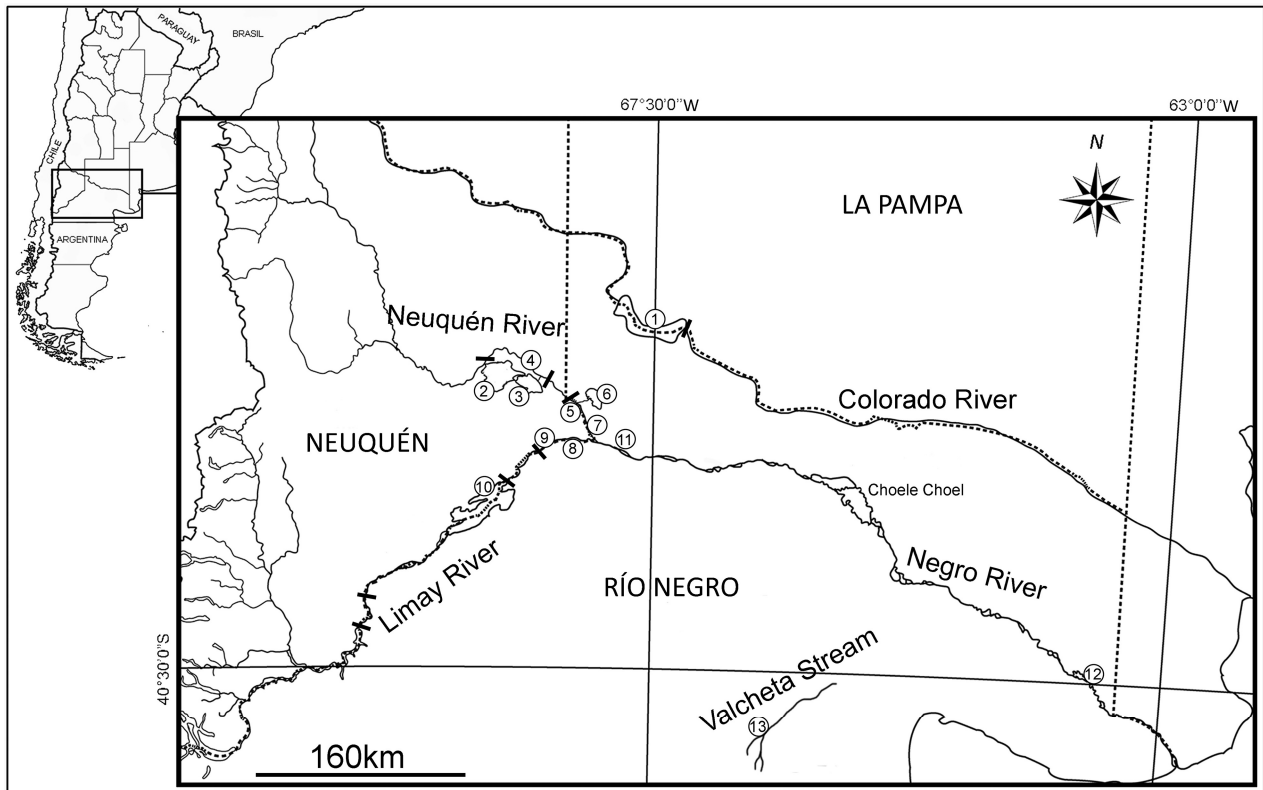 PARAGUAY
BRASIL
CHILE
ARGENTINA
67°30'0''W
63°0'0''W
N
LA PAMPA
1
Neuquén River
4
2
3
5
6
7
Colorado River
NEUQUÉN
9
8
11
10
Choele Choel
Limay River
RÍO NEGRO
Negro River
40°30'0''S
12
Valcheta Stream
13
160km